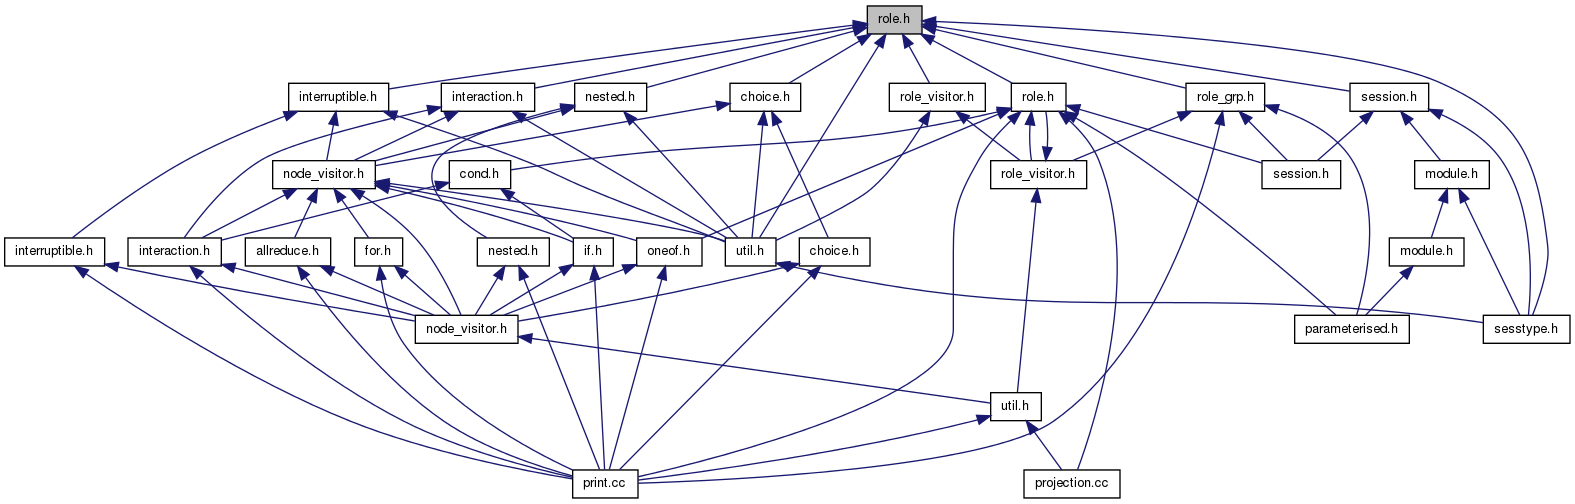 role.h
interruptible.h
interaction.h
nested.h
choice.h
role_visitor.h
role.h
role_grp.h
session.h
node_visitor.h
cond.h
role_visitor.h
session.h
module.h
interruptible.h
interaction.h
allreduce.h
for.h
nested.h
if.h
oneof.h
util.h
choice.h
module.h
node_visitor.h
parameterised.h
sesstype.h
util.h
print.cc
projection.cc